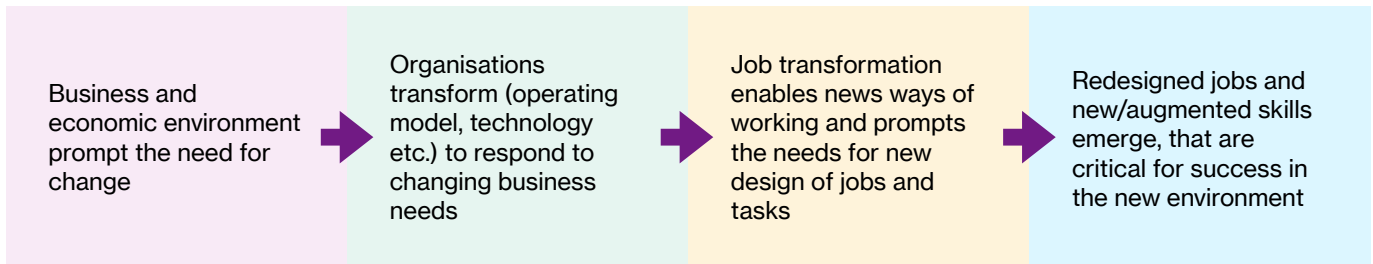 Business and
economic environment
prompt the need for
change
Organisations
transform (operating
model, technology
etc.) to respond to
changing business
needs
Job transformation
enables news ways of
working and prompts
the needs for new
design of jobs and
tasks
Redesigned jobs and
new/augmented skills
emerge, that are
critical for success in
the new environment